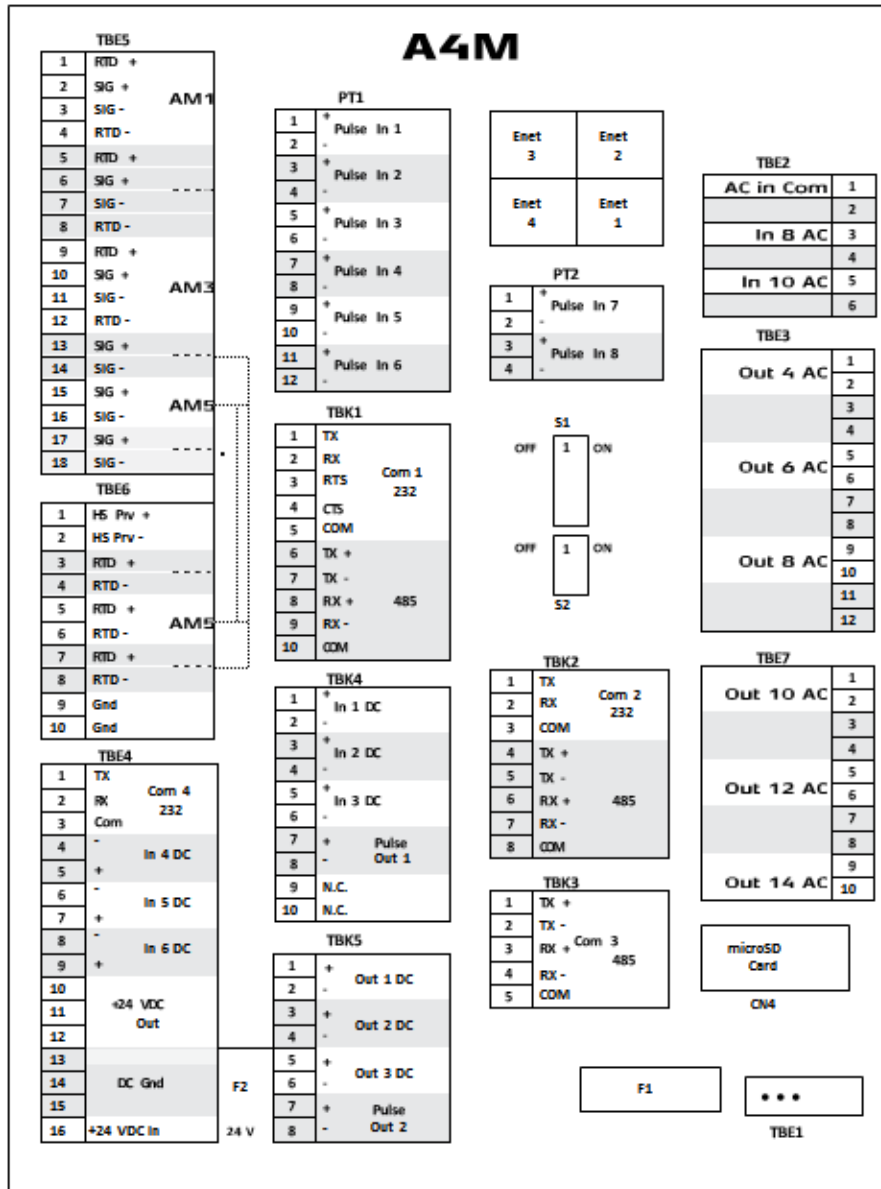 A4M
TBE5
1 RTD +
2 SIG +
AM1
3 SIG -
4 RTD -
5 RTD +
6 SIG +
7 SIG -
8 RTD -
9 RTD +
10 SIG +
AM3
11 SIG -
12 RTD -
13 SIG +
14 SIG -
15 SIG +
AM5
16 SIG -
17 SIG +
18 SIG -
TBE6
1 HS Prv +
2 HS Prv -
3 RTD +
4 RTD -
5 RTD +
AM5
6 RTD -
7 RTD +
8 RTD -
9 Gnd
10 Gnd
TBE4
1 TX
Com 4
2 RX
232
3 Com
4 -
In 4 DC
5 +
6 -
In 5 DC
7 +
8 -
In 6 DC
9 +
10
11 +24 VDC
Out
12
13
14 DC Gnd
15
16 +24 VDC In
F2
24 V
PT1
1 +
Pulse In 1
2 -
3 +
Pulse In 2
4 -
5 +
Pulse In 3
6 -
7 +
Pulse In 4
8 -
9 +
Pulse In 5
10 -
11 +
Pulse In 6
12 -
TBK1
1 TX
2 RX
Com 1
3 RTS
232
4 CTS
5 COM
6 TX +
7 TX -
8 RX + 485
9 RX -
10 COM
TBK4
1 +
In 1 DC
2 -
3 +
In 2 DC
4 -
5 +
In 3 DC
6 -
7 + Pulse
8 - Out 1
9 N.C.
10 N.C.
TBK5
1 +
Out 1 DC
2 -
3 +
Out 2 DC
4 -
5 +
Out 3 DC
6 -
7 + Pulse
8 - Out 2
Enet 3
Enet 2
Enet 4
Enet 1
PT2
1 +
Pulse In 7
2 -
3 +
Pulse In 8
4 -
S1
OFF 1 ON
OFF 1 ON
S2
TBK2
1 TX
Com 2
2 RX
232
3 COM
4 TX +
5 TX -
6 RX + 485
7 RX -
8 COM
TBK3
1 TX +
2 TX -
3 RX + Com 3
485
4 RX -
5 COM
TBE2
AC in Com 1
2
In 8 AC 3
4
In 10 AC 5
6
TBE3
1
Out 4 AC
2
3
4
5
Out 6 AC
6
7
8
9
Out 8 AC
10
11
12
TBE7
1
Out 10 AC
2
3
4
5
Out 12 AC
6
7
8
9
Out 14 AC 10
microSD
Card
CN4
F1
TBE1